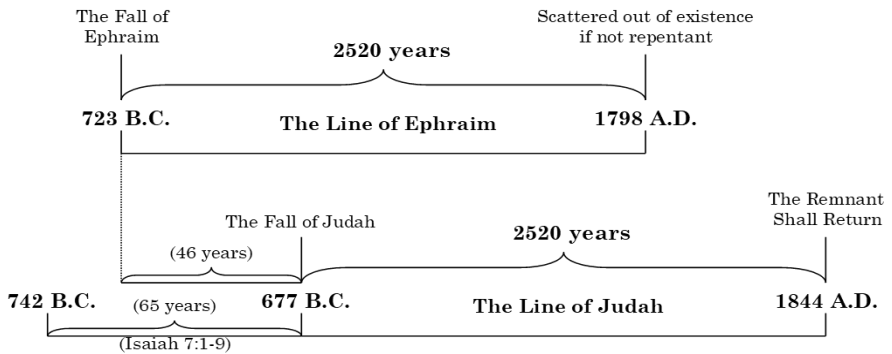 The Fall of
Ephraim
Scattered out of existence
if not repentant
2520 years
723 B.C.
The Line of Ephraim
1798 A.D.
The Remnant
Shall Return
The Fall of Judah
2520 years
(46 years)
742 B.C.
(65 years)
677 B.C.
The Line of Judah
1844 A.D.
(Isaiah 7:1-9)